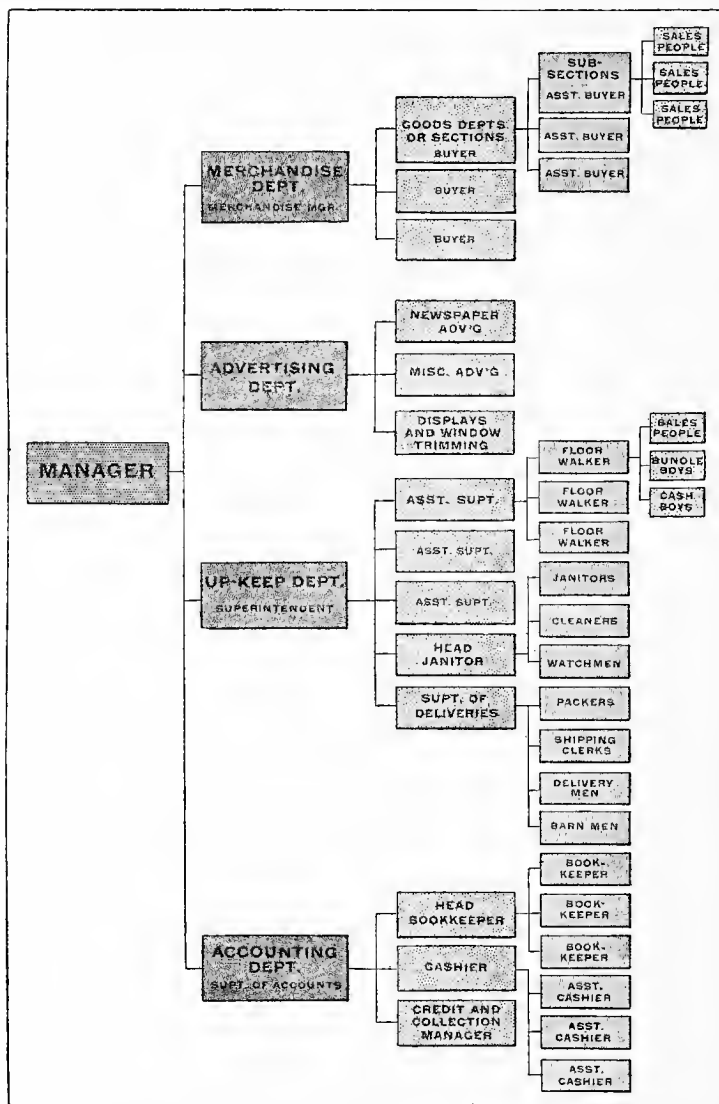 MANAGER
MERCHANDISE
DEPT.
MERCHANDISE MGR.
GOODS DEPTS.
OR SECTIONS
BUYER
BUYER
BUYER
SUB-
SECTIONS
ASST. BUYER
ASST. BUYER
ASST. BUYER
SALES
PEOPLE
SALES
PEOPLE
SALES
PEOPLE
ADVERTISING
DEPT.
NEWSPAPER
ADV'G
MISC. ADV'G
DISPLAYS
AND WINDOW
TRIMMING
UP-KEEP DEPT.
SUPERINTENDENT
ASST. SUPT.
ASST. SUPT.
ASST. SUPT.
HEAD
JANITOR
SUPT. OF
DELIVERIES
FLOOR
WALKER
FLOOR
WALKER
FLOOR
WALKER
SALES
PEOPLE
BUNDLE
BOYS
CASH
BOYS
JANITORS
CLEANERS
WATCHMEN
PACKERS
SHIPPING
CLERKS
DELIVERY
MEN
BARN MEN
ACCOUNTING
DEPT.
SUPT. OF ACCOUNTS
HEAD
BOOKKEEPER
CASHIER
CREDIT AND
COLLECTION
MANAGER
BOOK-
KEEPER
BOOK-
KEEPER
BOOK-
KEEPER
ASST.
CASHIER
ASST.
CASHIER
ASST.
CASHIER